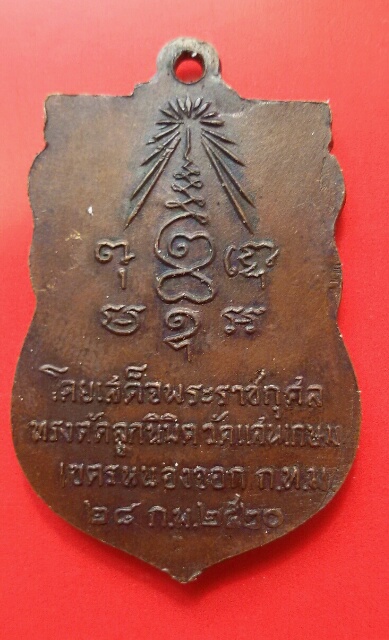 โดยเสด็จพระราชกุศล
ทรงตัดลูกนิมิต วัดแสนเกษม
เขตหนองจอก ก.ท.ม.
๒๘ ก.พ. ๒๕๒๐